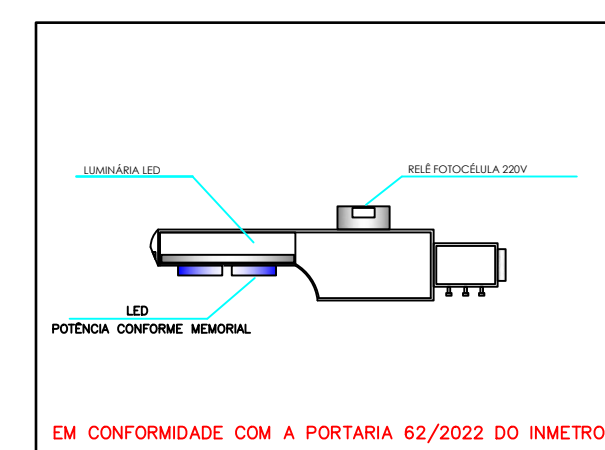 LUMINÁRIA LED
RELÊ FOTOCÉLULA 220V
LED
POTÊNCIA CONFORME MEMORIAL
EM CONFORMIDADE COM A PORTARIA 62/2022 DO INMETRO